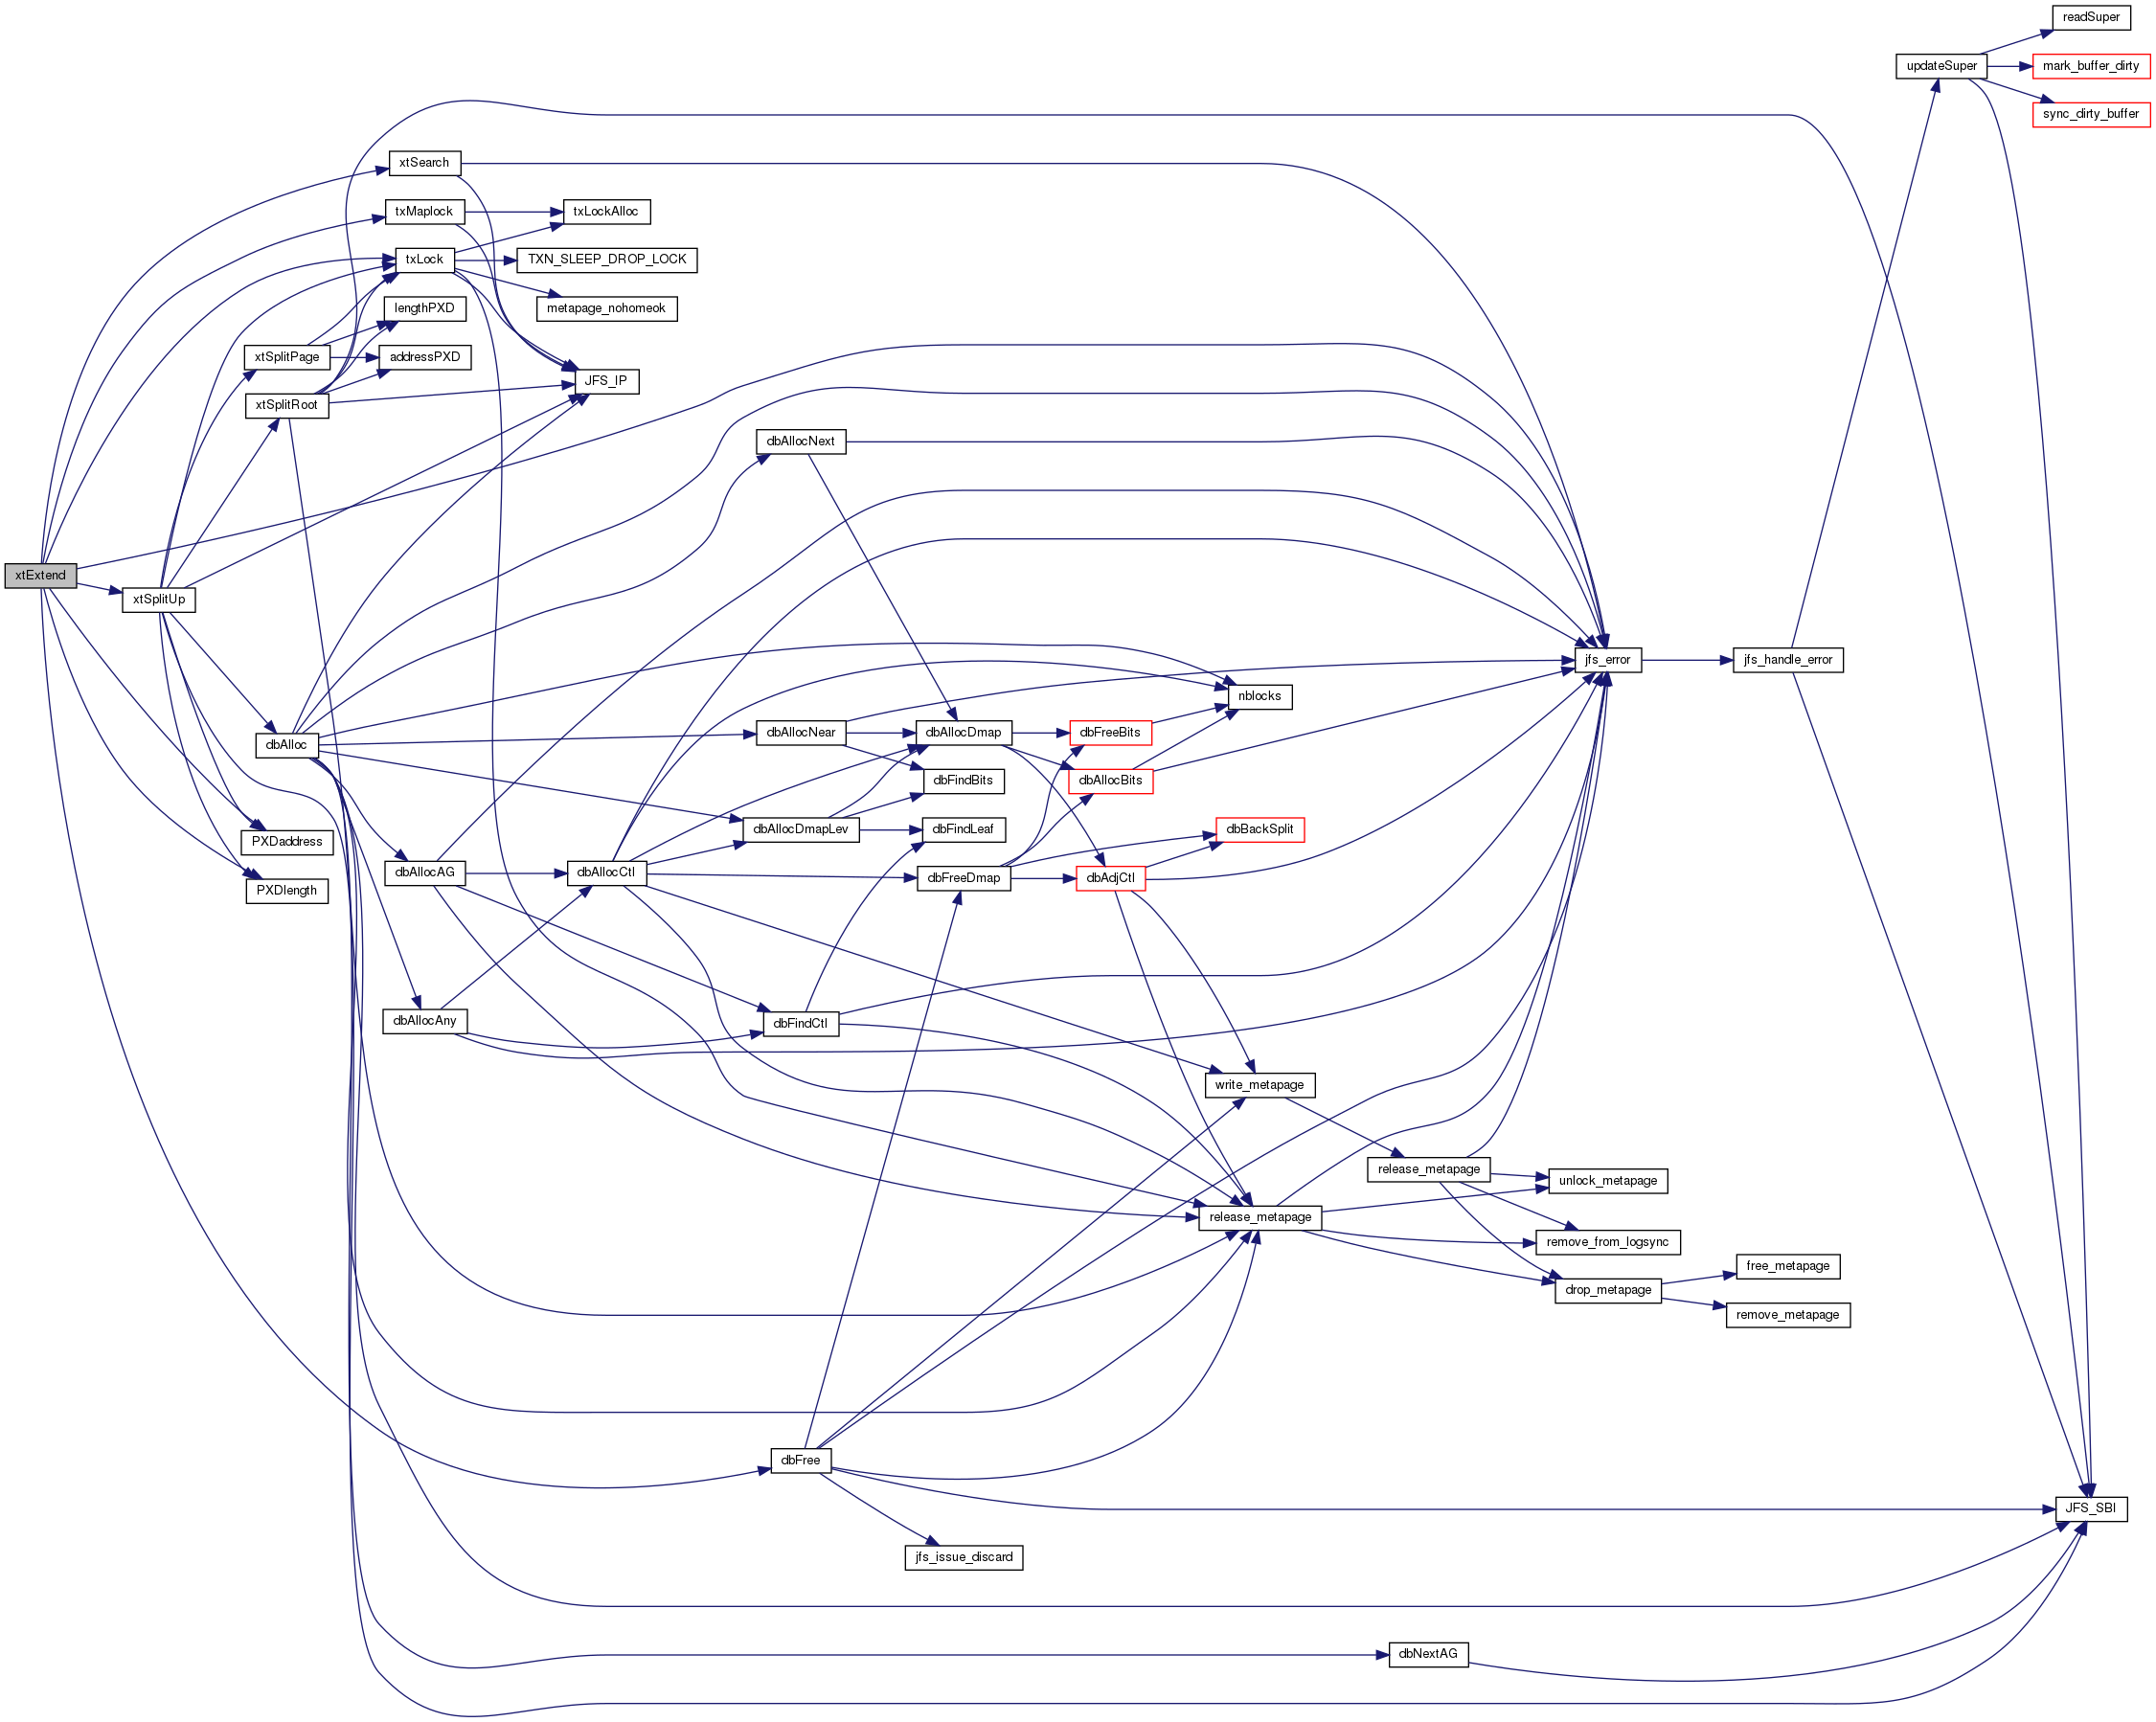 readSuper
updateSuper
mark_buffer_dirty
sync_dirty_buffer
xtSearch
txMaplock
txLockAlloc
txLock
TXN_SLEEP_DROP_LOCK
lengthPXD
metapage_nohomeok
xtSplitPage
addressPXD
JFS_IP
xtSplitRoot
dbAllocNext
xtExtend
xtSplitUp
jfs_error
jfs_handle_error
nblocks
dbAlloc
dbAllocNear
dbAllocDmap
dbFreeBits
dbFindBits
dbAllocBits
PXDaddress
dbAllocDmapLev
dbFindLeaf
dbBackSplit
PXDlength
dbAllocAG
dbAllocCtl
dbFreeDmap
dbAdjCtl
dbAllocAny
dbFindCtl
write_metapage
release_metapage
unlock_metapage
release_metapage
remove_from_logsync
free_metapage
drop_metapage
remove_metapage
dbFree
JFS_SBI
jfs_issue_discard
dbNextAG